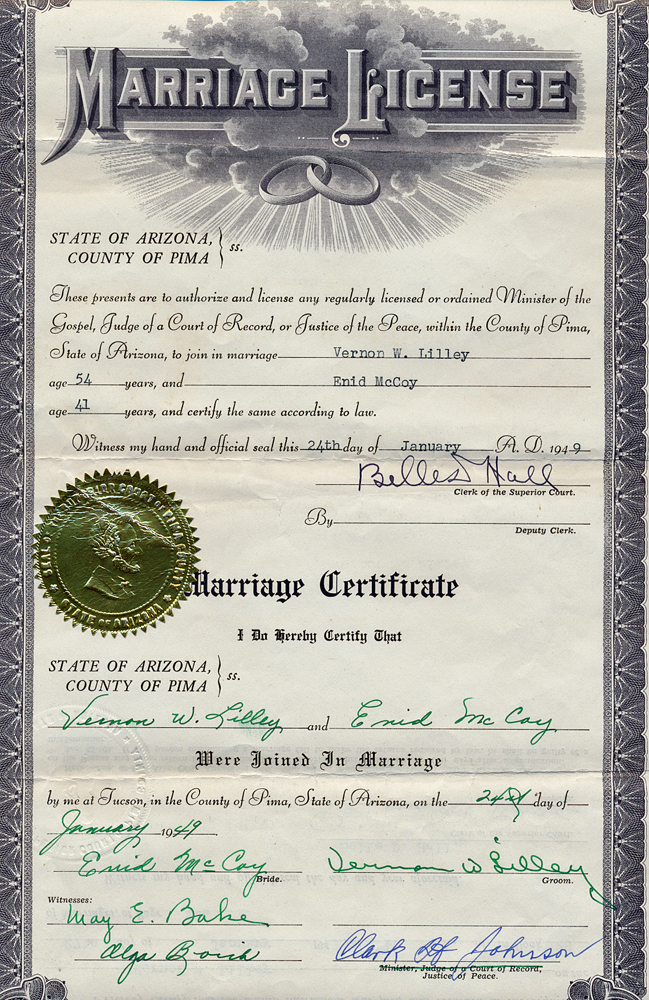 MARRIAGE LICENSE
STATE OF ARIZONA,
COUNTY OF PIMA } ss.
These presents are to authorize and license any regularly licensed or ordained Minister of the
Gospel, Judge of a Court of Record, or Justice of the Peace, within the County of Pima,
State of Arizona, to join in marriage Vernon W. Lilley
age 54 years, and Enid McCoy
age 41 years, and certify the same according to law.
Witness my hand and official seal this 24th day of January A. D. 1949
Hall
Clerk of the Superior Court.
By
Deputy Clerk.
STATE OF ARIZONA
Marriage Certificate
I Do Hereby Certify That
STATE OF ARIZONA,
COUNTY OF PIMA } ss.
Vernon W. Lilley and Enid McCoy
Were Joined In Marriage
by me at Tucson, in the County of Pima, State of Arizona, on the 24th day of
January 1949
Enid McCoy Vernon W Lilley
Bride. Groom.
Witnesses:
May E. Bake
Olga Clark H Johnson
Minister, Judge of a Court of Record,
Justice of Peace.